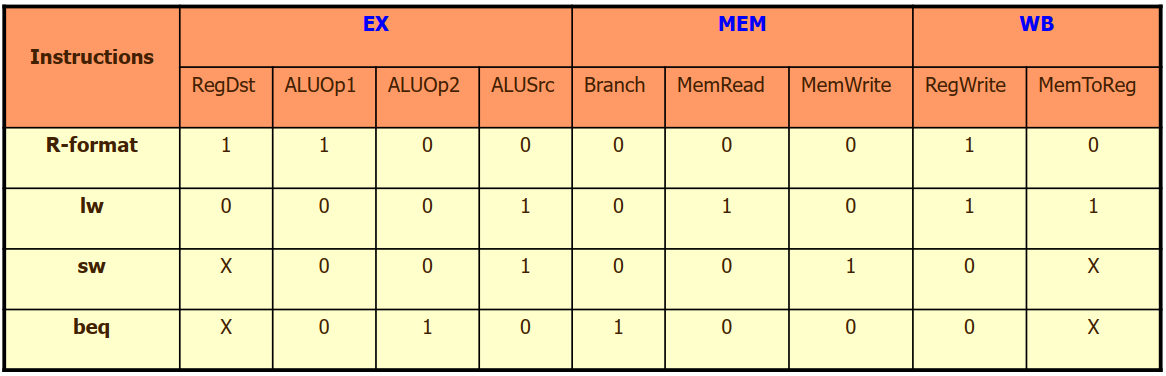 EX MEM WB
Instructions
RegDst ALUOp1 ALUOp2 ALUSrc Branch MemRead MemWrite RegWrite MemToReg
R-format 1 1 0 0 0 0 0 1 0
lw 0 0 0 1 0 1 0 1 1
sw X 0 0 1 0 0 1 0 X
beq X 0 1 0 1 0 0 0 X